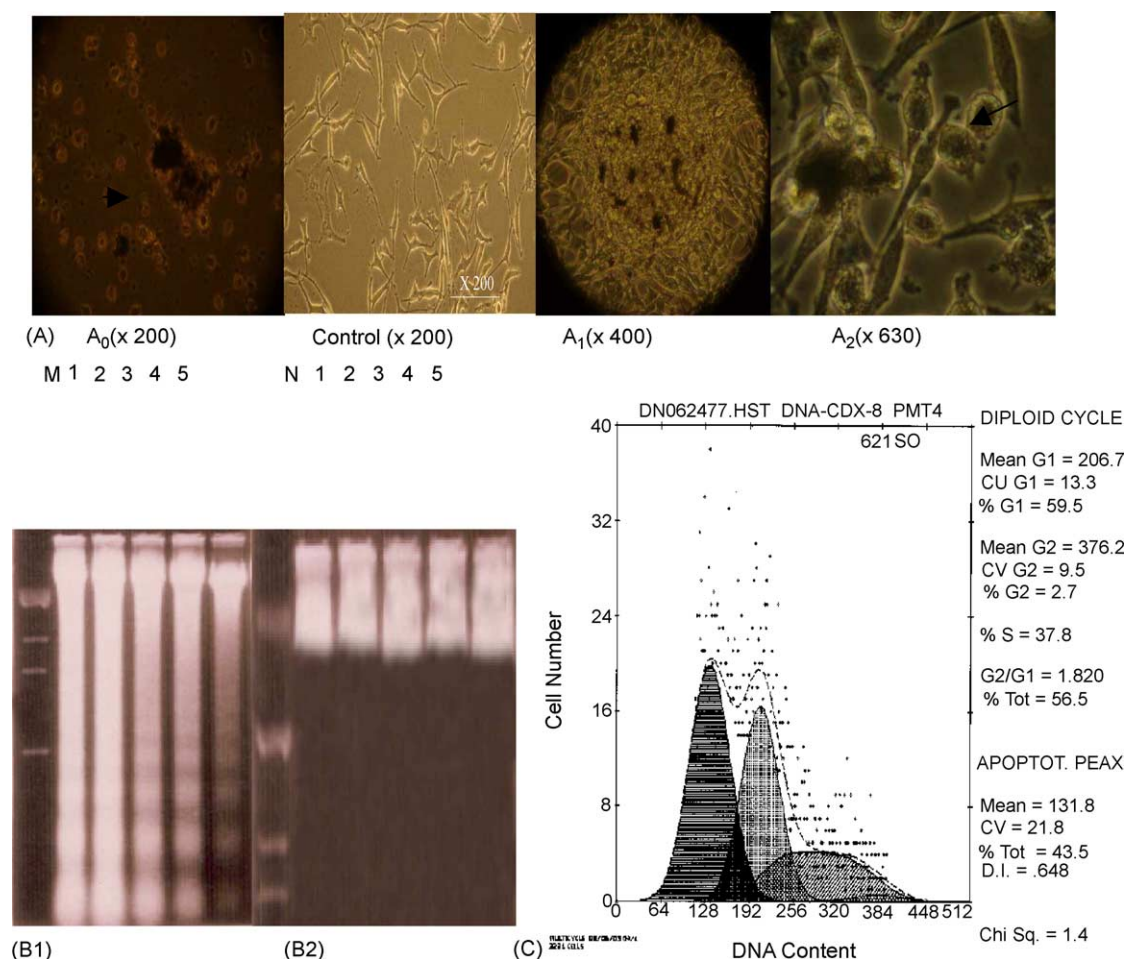 X 200
(A) A₀(x 200) Control (x 200) A₁(x 400) A₂(x 630)
M 1 2 3 4 5 N 1 2 3 4 5
DN062477.HST DNA-CDX-8 PMT4
621 SO
Cell Number
40
32
24
16
8
0
0 64 128 192 256 320 384 448 512
DNA Content
DIPLOID CYCLE
Mean G1 = 206.7
CU G1 = 13.3
% G1 = 59.5
Mean G2 = 376.2
CV G2 = 9.5
% G2 = 2.7
% S = 37.8
G2/G1 = 1.820
% Tot = 56.5
APOPTOT. PEAX
Mean = 131.8
CV = 21.8
% Tot = 43.5
D.I. = .648
Chi Sq. = 1.4
(B1) (B2) (C)